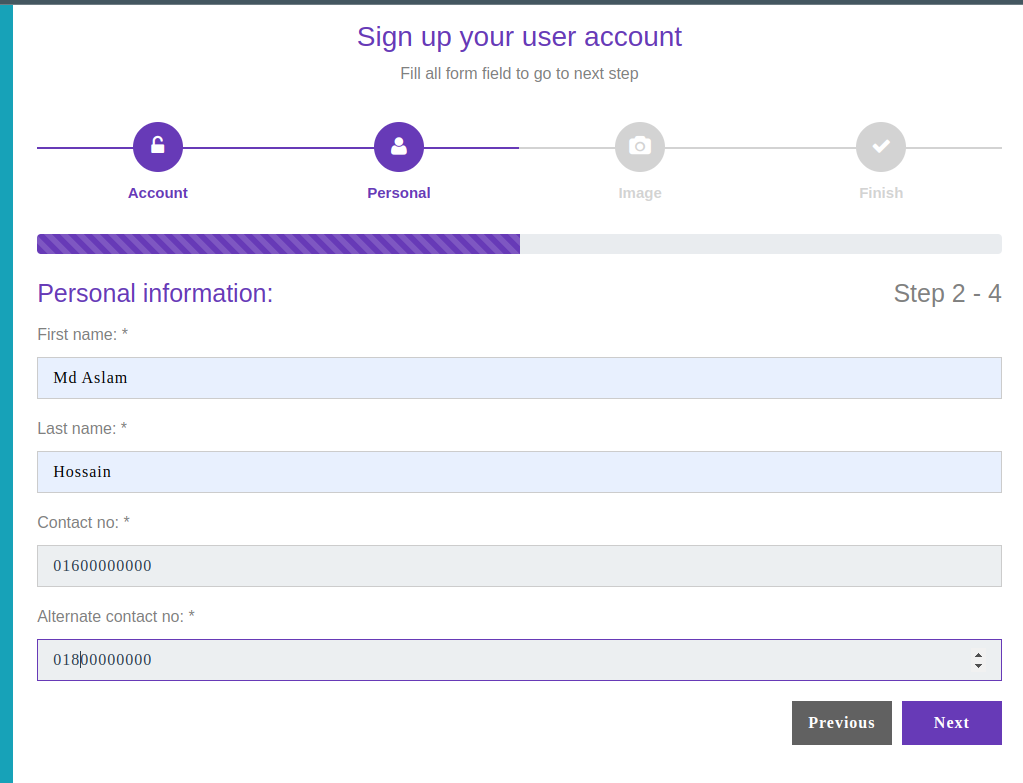 Sign up your user account
Fill all form field to go to next step
Account Personal Image Finish
Personal information: Step 2 - 4
First name: *
Md Aslam
Last name: *
Hossain
Contact no: *
01600000000
Alternate contact no: *
01800000000
Previous Next